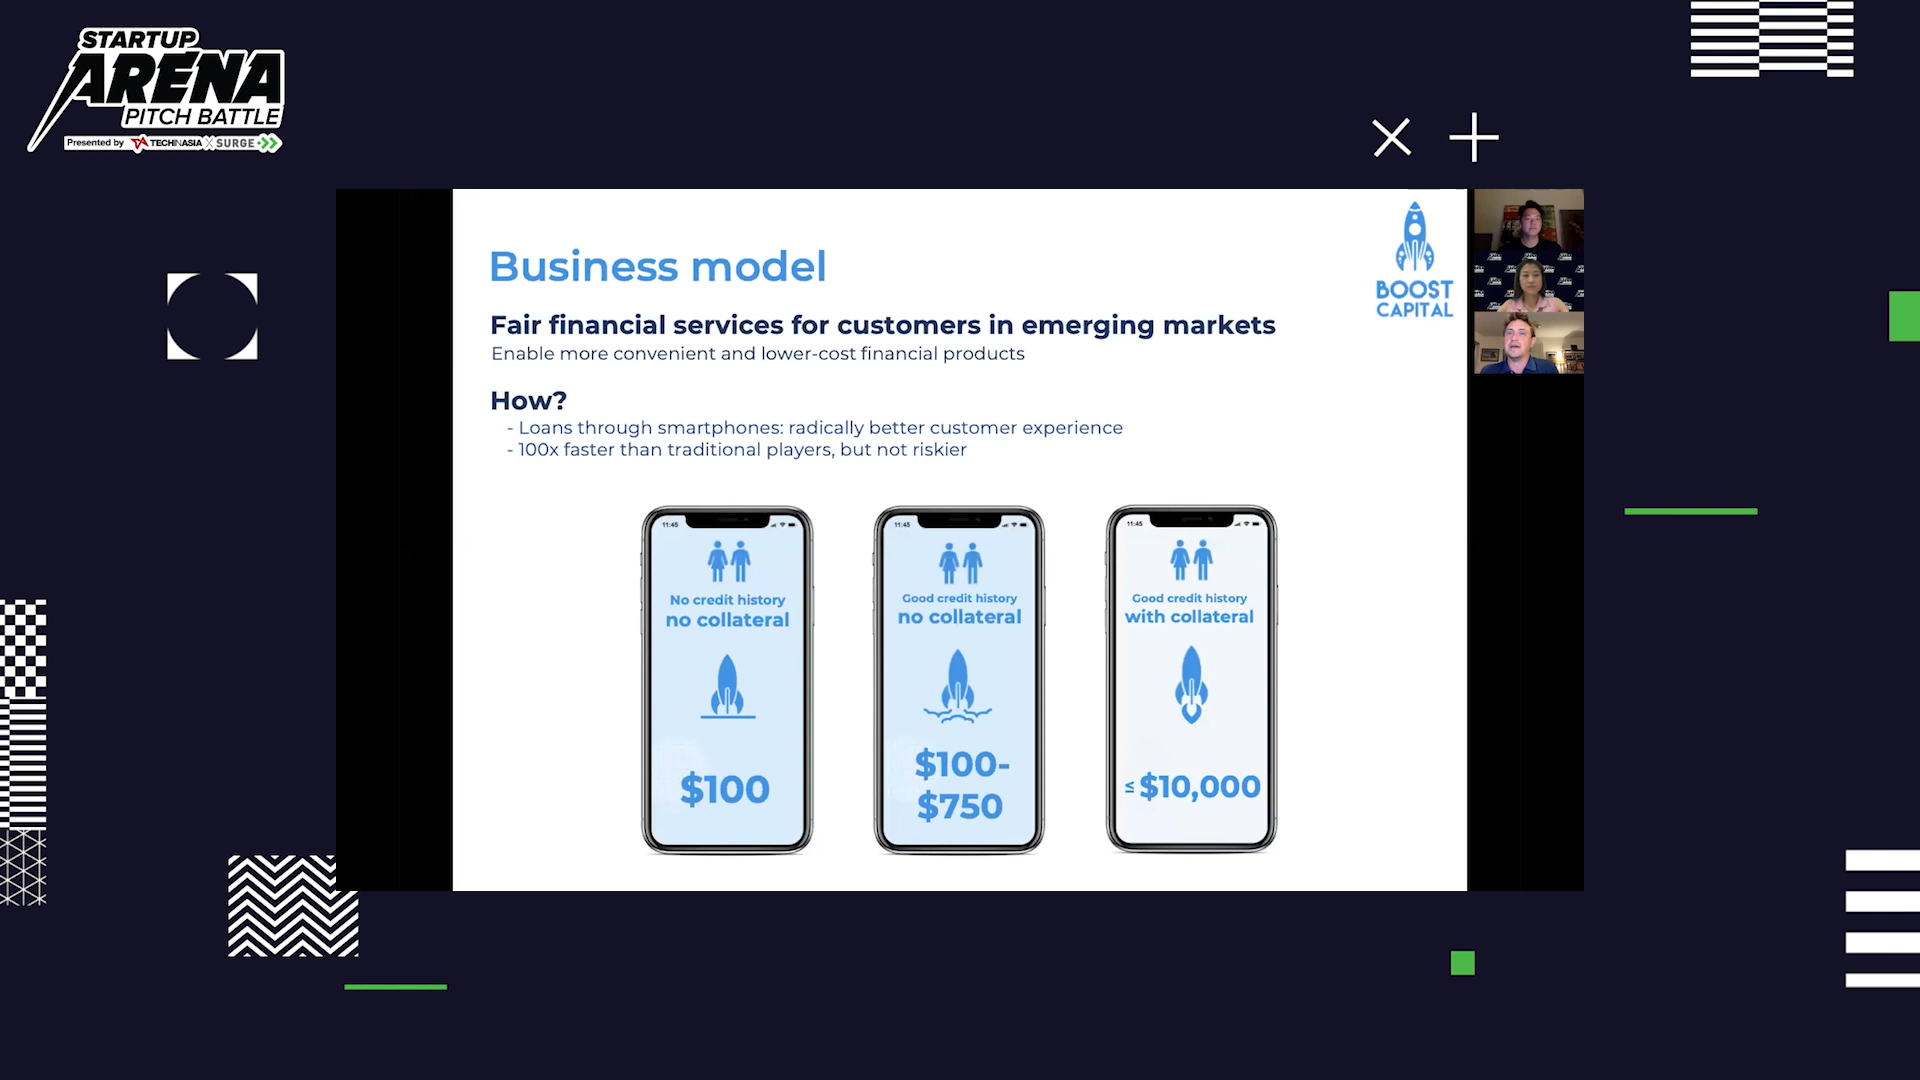 STARTUP
ARENA
PITCH BATTLE
Presented by TECHINASIA X SURGE
Business model
BOOST
CAPITAL
Fair financial services for customers in emerging markets
Enable more convenient and lower-cost financial products
How?
- Loans through smartphones: radically better customer experience
- 100x faster than traditional players, but not riskier
11:45
No credit history
no collateral
$100
11:45
Good credit history
no collateral
$100-
$750
11:45
Good credit history
with collateral
≤ $10,000